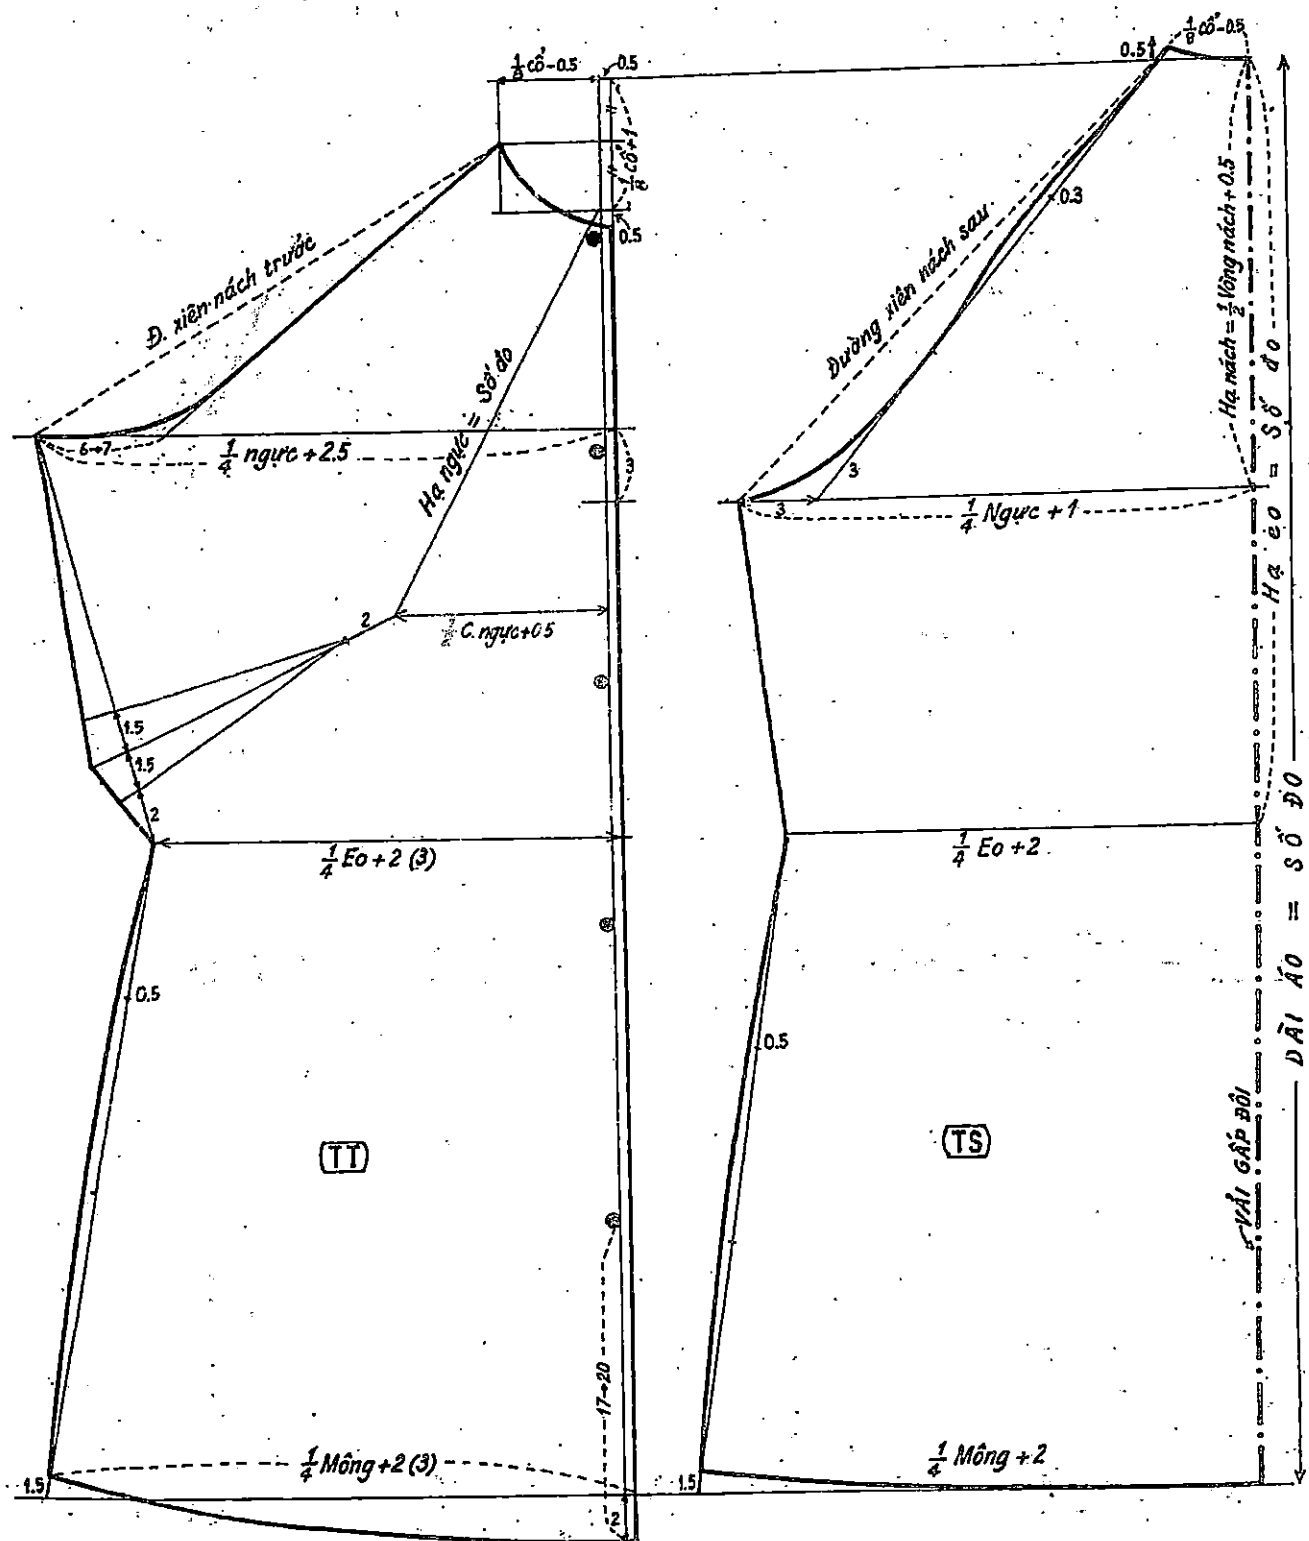 1/8 cổ - 0.5
0.5
1/8 cổ + 1
0.5
Đ. xiên nách trước
Hạ ngực = Số đo
6→7
1/4 ngực + 2.5
3
2
C. ngực + 0.5
1.5
1.5
2
1/4 Eo + 2 (3)
0.5
TT
17→20
1/4 Mông + 2 (3)
1.5
2
0.5
1/8 cổ - 0.5
0.3
Đường xiên nách sau
Hạ nách = 1/2 Vòng nách + 0.5
3
3
1/4 Ngực + 1
Hạ eo = Số đo
1/4 Eo + 2
0.5
TS
VẢI GẤP ĐÔI
DÀI ÁO = SỐ ĐO
1/4 Mông + 2
1.5